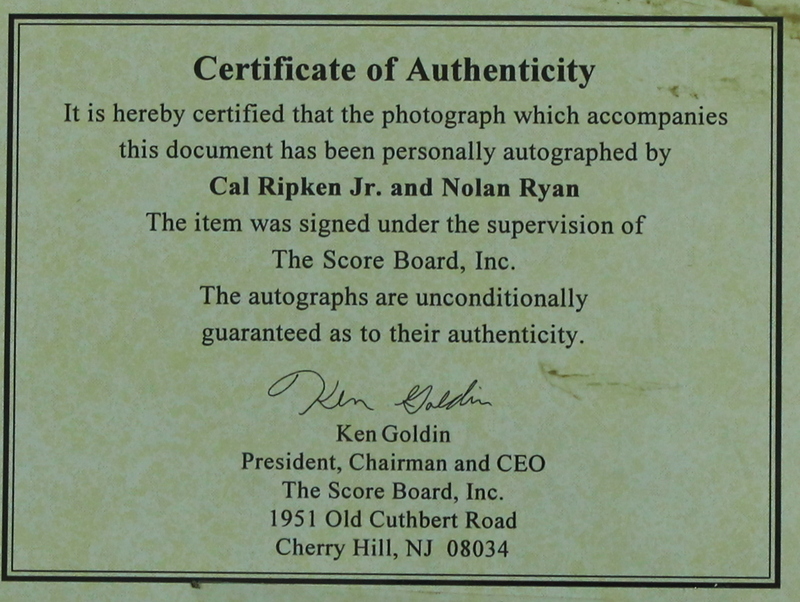 Certificate of Authenticity
It is hereby certified that the photograph which accompanies
this document has been personally autographed by
Cal Ripken Jr. and Nolan Ryan
The item was signed under the supervision of
The Score Board, Inc.
The autographs are unconditionally
guaranteed as to their authenticity.
Ken Goldin
Ken Goldin
President, Chairman and CEO
The Score Board, Inc.
1951 Old Cuthbert Road
Cherry Hill, NJ 08034